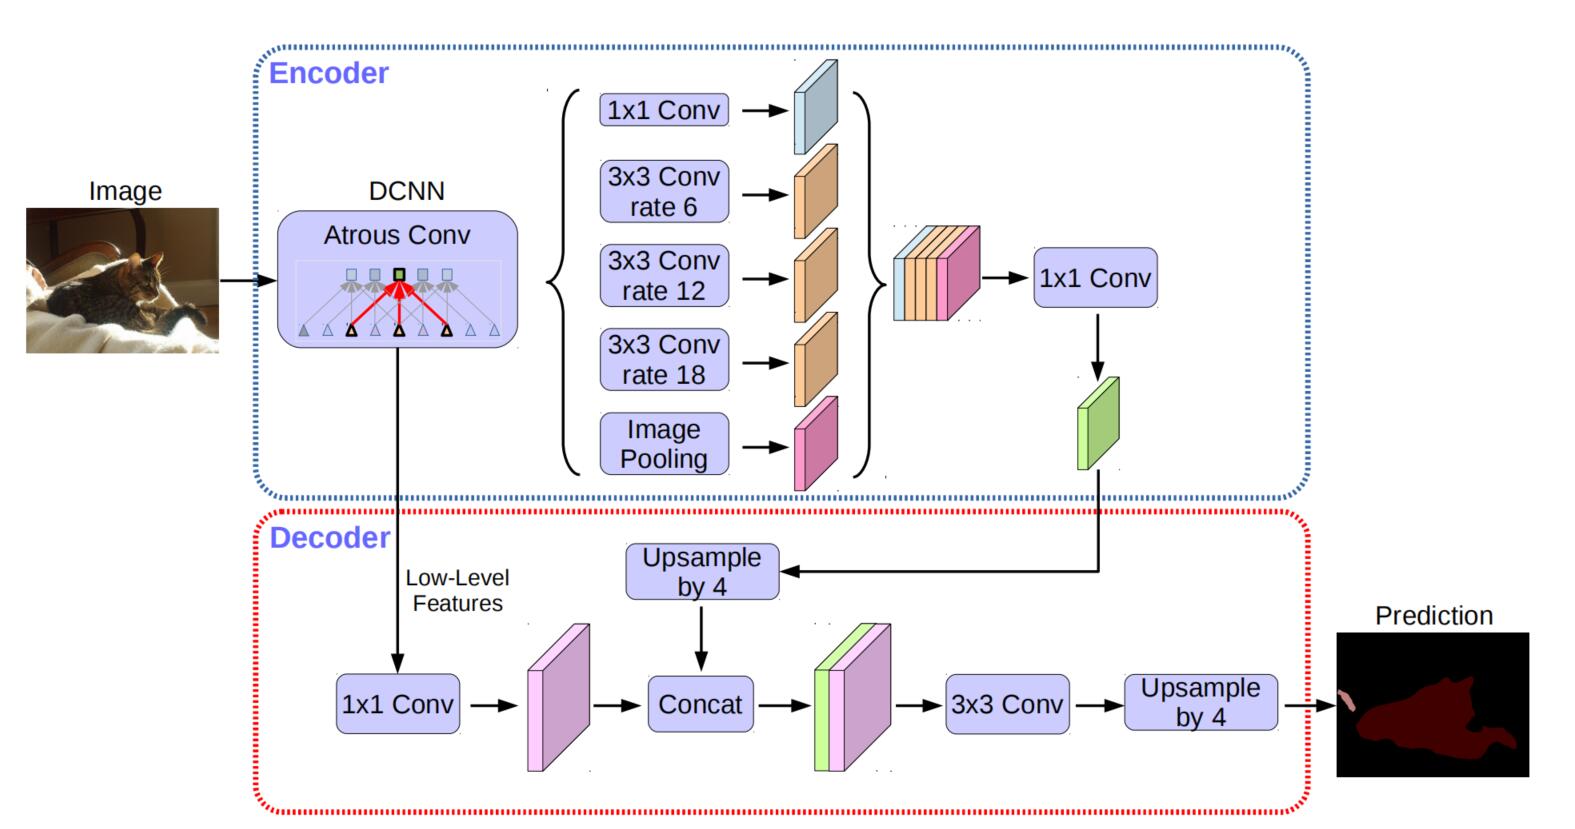 Encoder
Image
DCNN
Atrous Conv
1x1 Conv
3x3 Conv
rate 6
3x3 Conv
rate 12
3x3 Conv
rate 18
Image
Pooling
1x1 Conv
Decoder
Low-Level
Features
Upsample
by 4
1x1 Conv
Concat
3x3 Conv
Upsample
by 4
Prediction